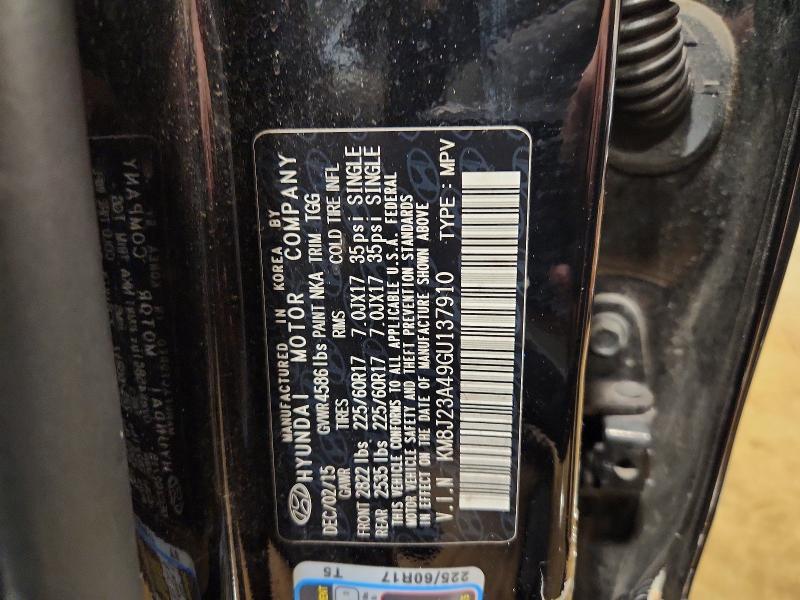 MANUFACTURED IN KOREA BY
HYUNDAI MOTOR COMPANY
DEC/02/15 GVWR 4586 lbs PAINT NKA TRIM TGG
GAWR TIRES RIMS COLD TIRE INFL
FRONT 2822 lbs 225/60R17 7.0JX17 35psi SINGLE
REAR 2535 lbs 225/60R17 7.0JX17 35psi SINGLE
THIS VEHICLE CONFORMS TO ALL APPLICABLE U.S.A. FEDERAL
MOTOR VEHICLE SAFETY AND THEFT PREVENTION STANDARDS
IN EFFECT ON THE DATE OF MANUFACTURE SHOWN ABOVE
V.I.N KM8J23A49GU137910 TYPE: MPV
T5
225/60R17